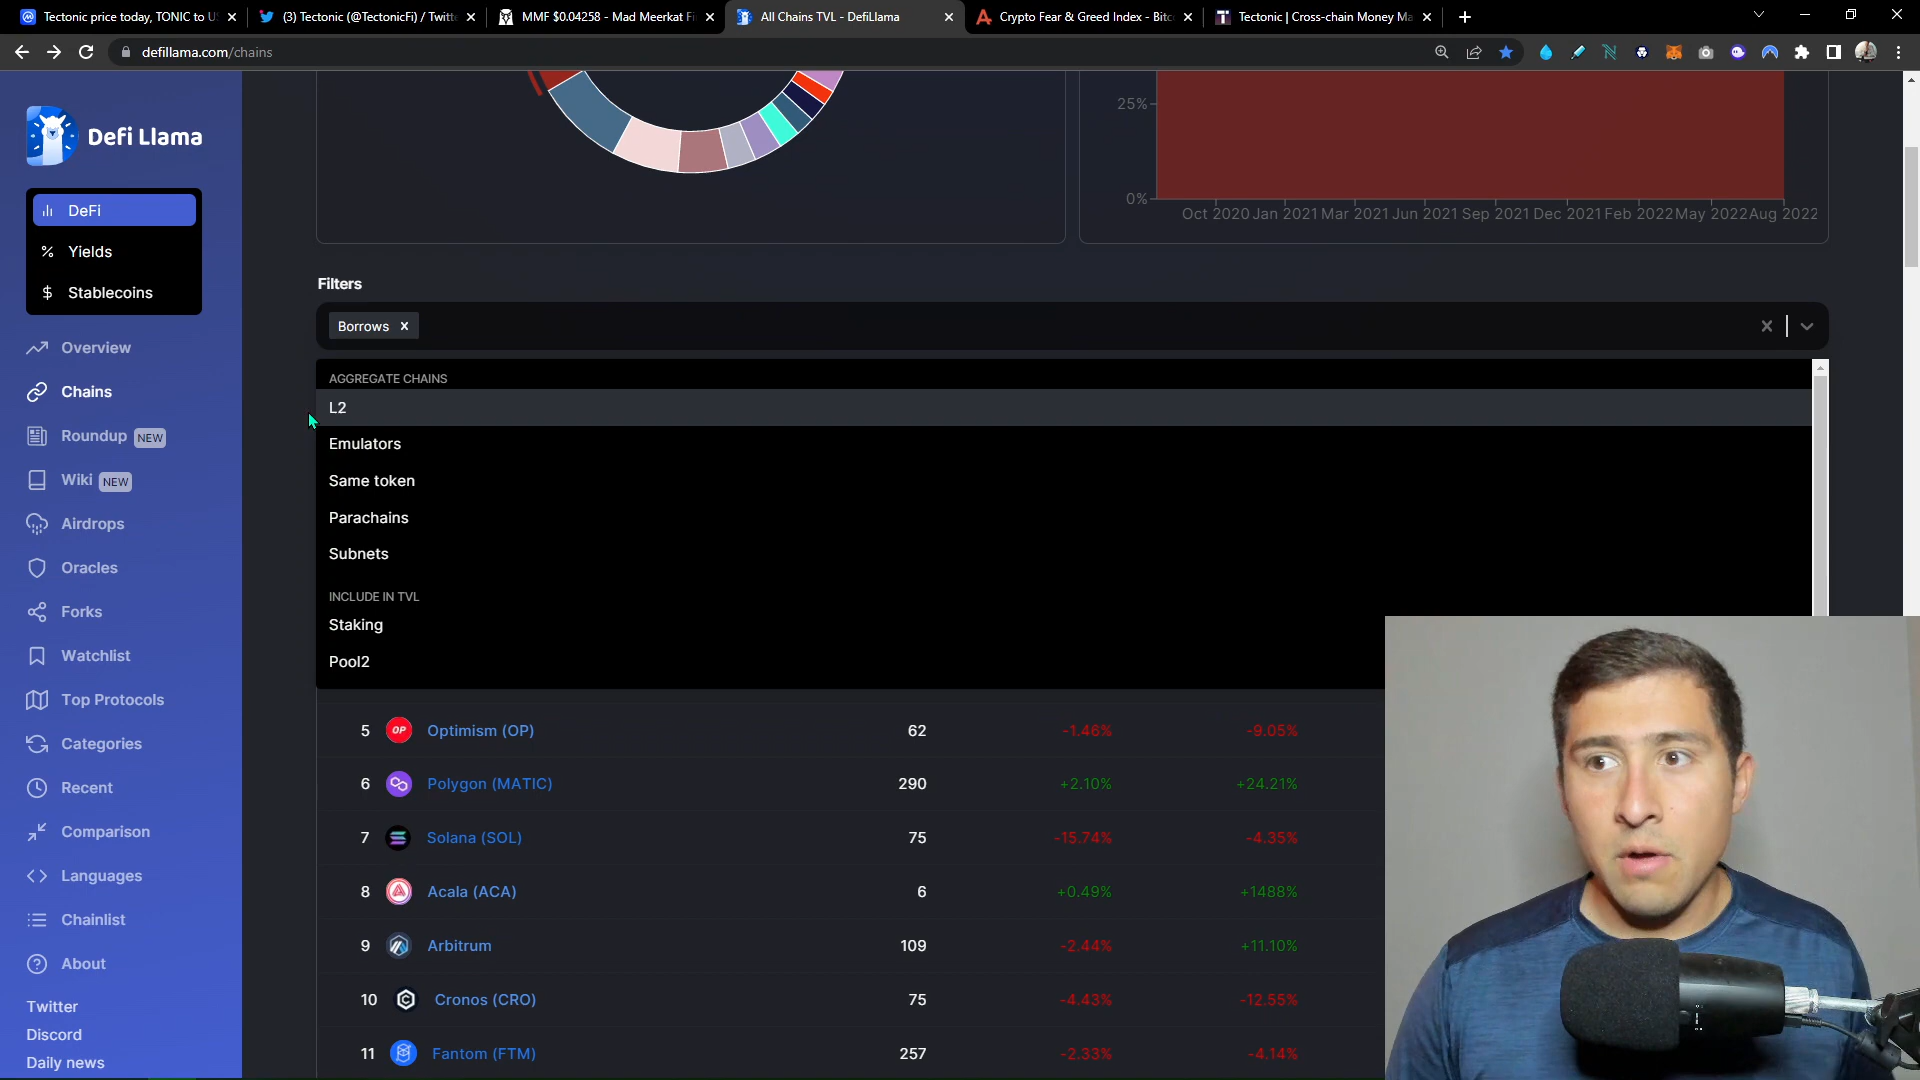 Tectonic price today, TONIC to U
(3) Tectonic (@TectonicFi) / Twitte
MMF $0.04258 - Mad Meerkat Fi
All Chains TVL - DefiLlama
Crypto Fear & Greed Index - Bitc
Tectonic | Cross-chain Money Ma
defillama.com/chains
Defi Llama
DeFi
Yields
Stablecoins
Overview
Chains
Roundup NEW
Wiki NEW
Airdrops
Oracles
Forks
Watchlist
Top Protocols
Categories
Recent
Comparison
Languages
Chainlist
About
Twitter
Discord
Daily news
25%
0%
Oct 2020 Jan 2021 Mar 2021 Jun 2021 Sep 2021 Dec 2021 Feb 2022 May 2022 Aug 2022
Filters
Borrows
AGGREGATE CHAINS
L2
Emulators
Same token
Parachains
Subnets
INCLUDE IN TVL
Staking
Pool2
5 OP Optimism (OP) 62 -1.46% -9.05%
6 Polygon (MATIC) 290 +2.10% +24.21%
7 Solana (SOL) 75 -15.74% -4.35%
8 Acala (ACA) 6 +0.49% +1488%
9 Arbitrum 109 -2.44% +11.10%
10 Cronos (CRO) 75 -4.43% -12.55%
11 Fantom (FTM) 257 -2.33% -4.14%